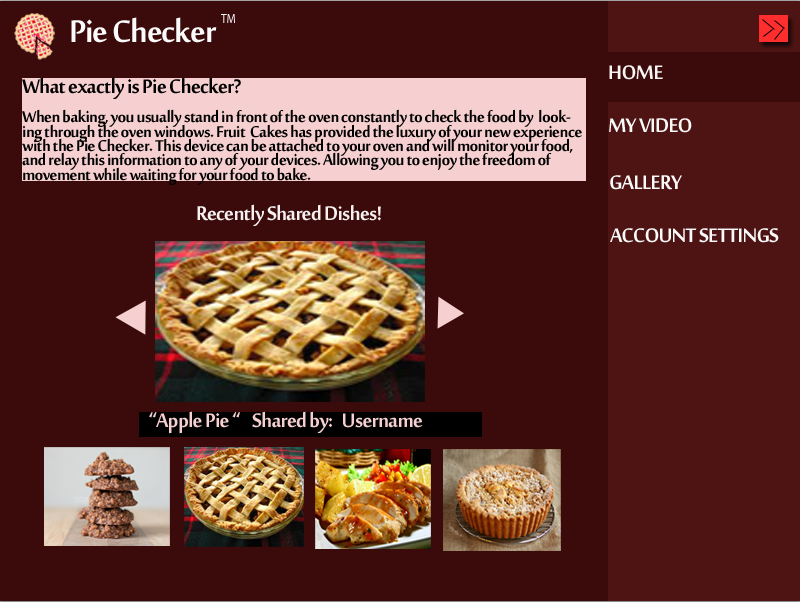 Pie Checker TM
HOME
MY VIDEO
GALLERY
ACCOUNT SETTINGS
What exactly is Pie Checker?
When baking, you usually stand in front of the oven constantly to check the food by look-
ing through the oven windows. Fruit Cakes has provided the luxury of your new experience
with the Pie Checker. This device can be attached to your oven and will monitor your food,
and relay this information to any of your devices. Allowing you to enjoy the freedom of
movement while waiting for your food to bake.
Recently Shared Dishes!
“Apple Pie “ Shared by: Username